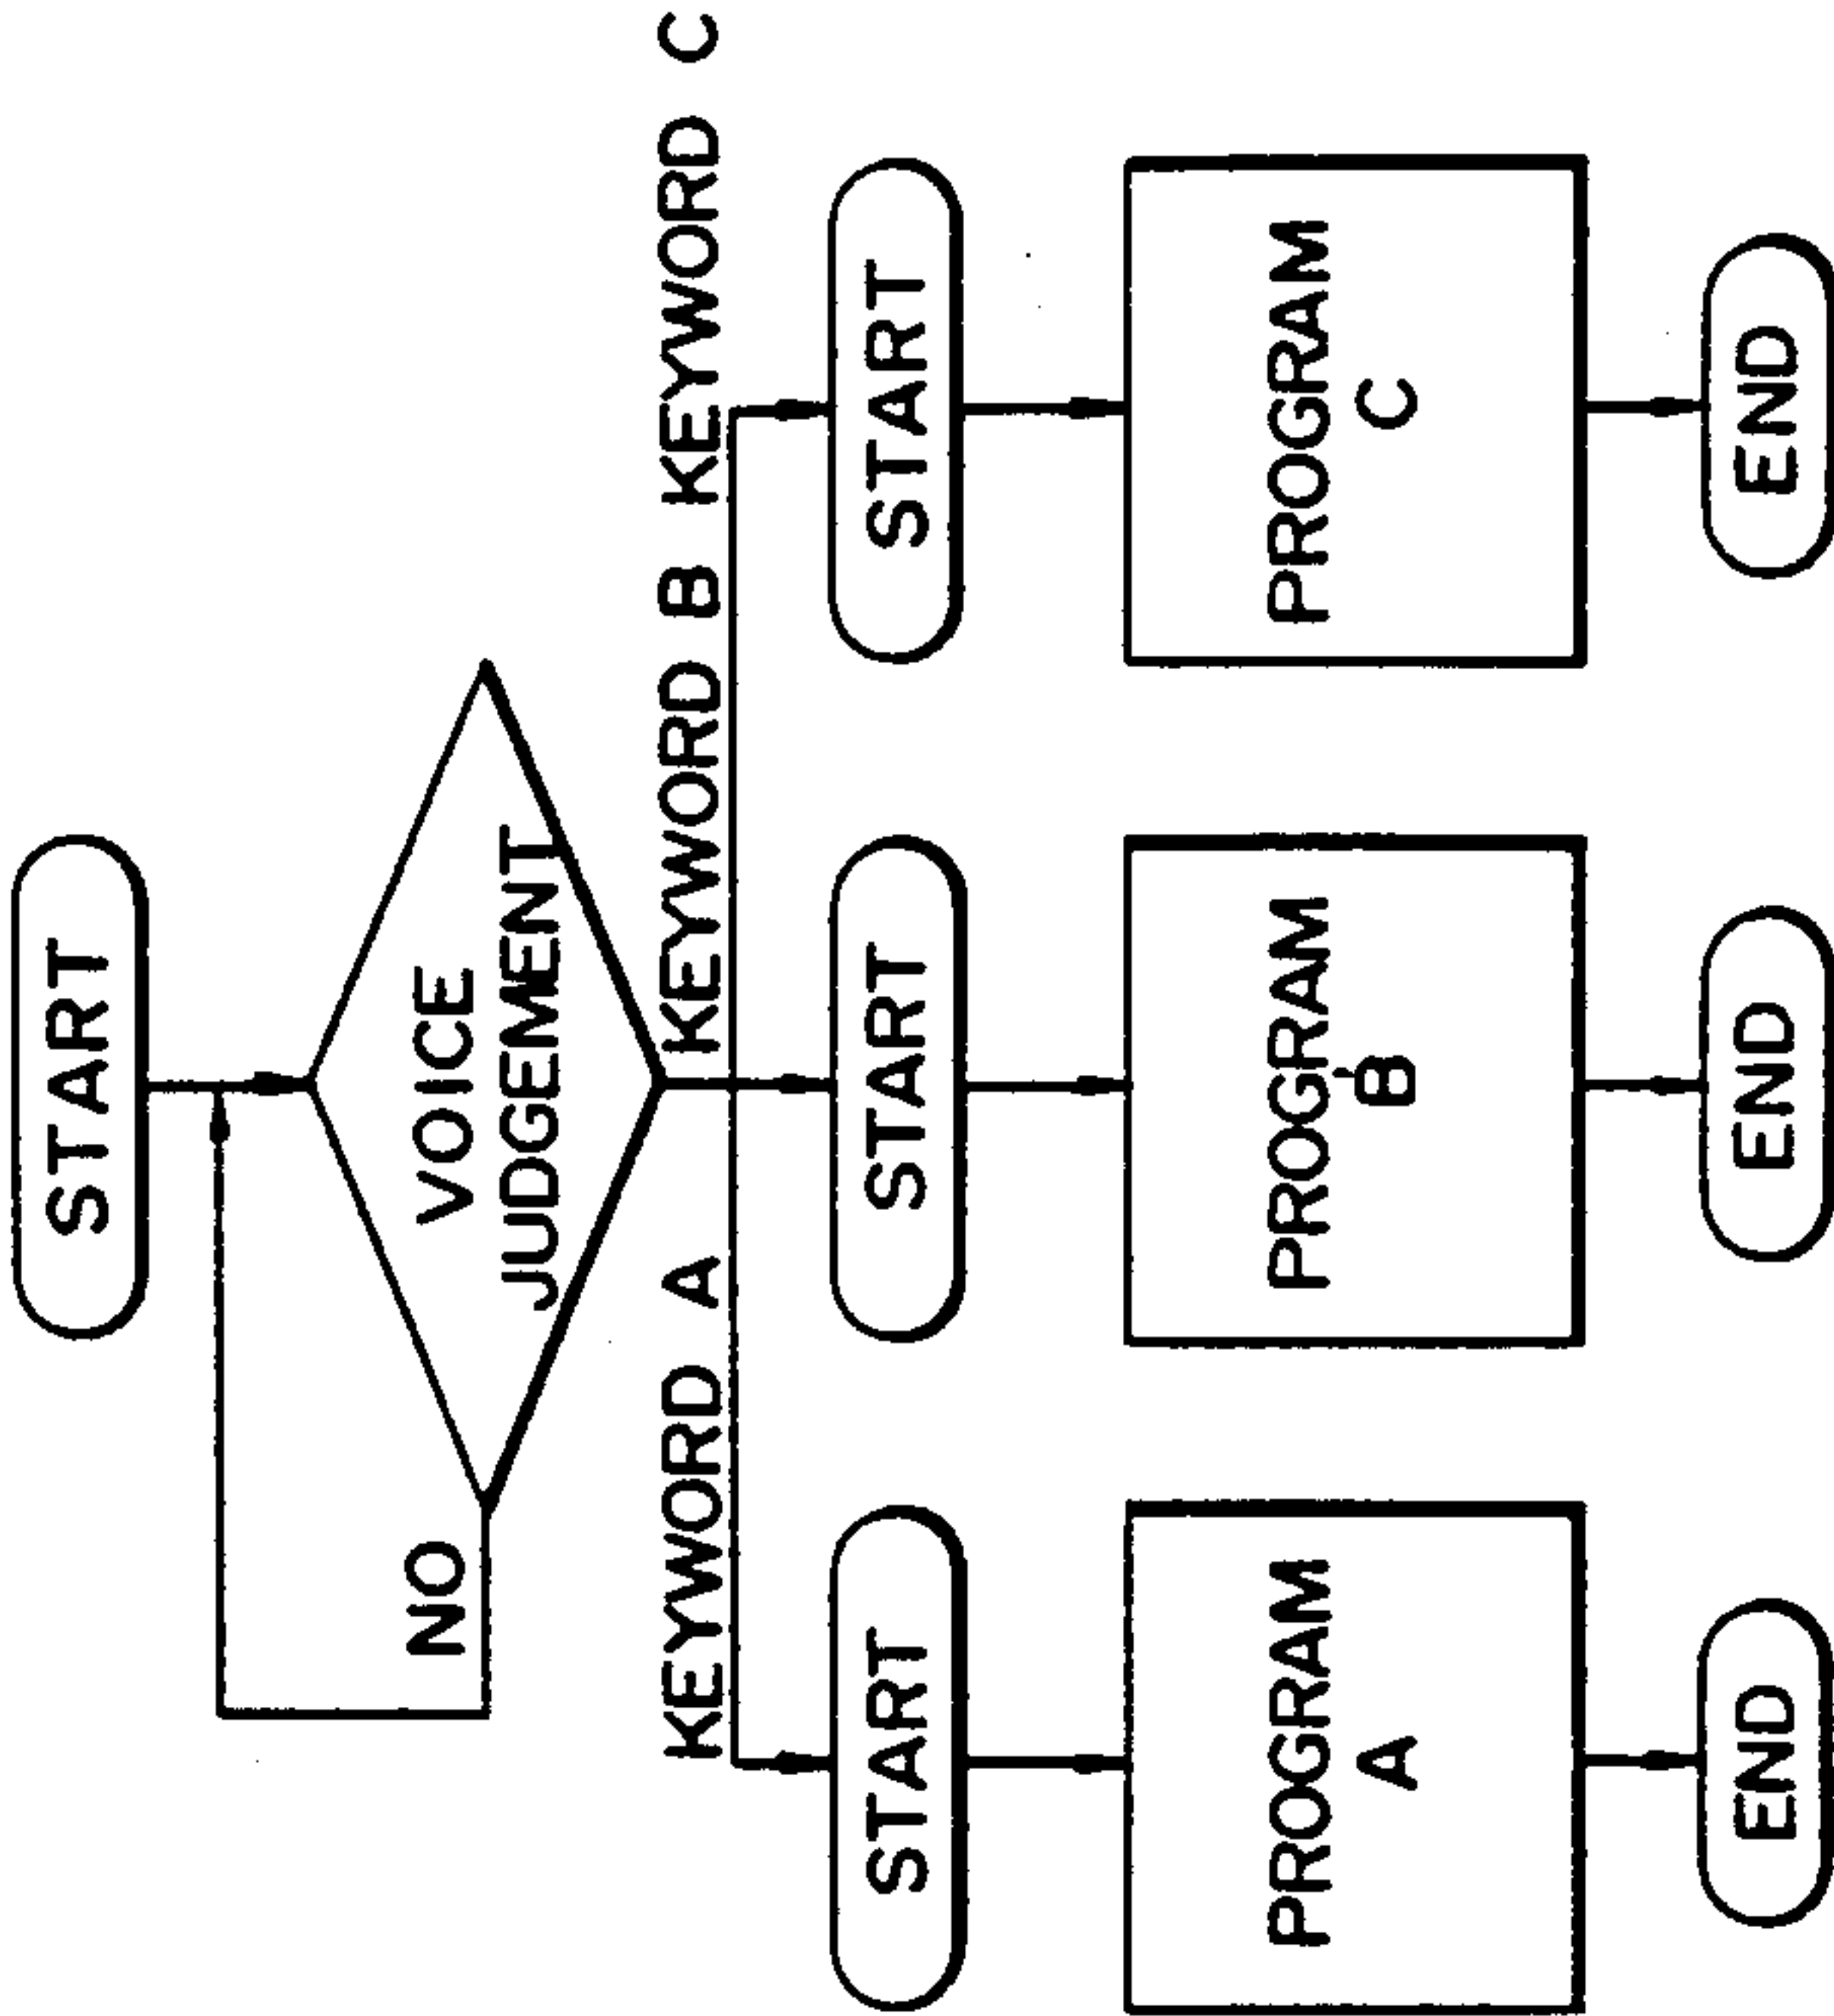 START
VOICE
JUDGEMENT
NO
KEYWORD A
KEYWORD B
KEYWORD C
START
START
START
PROGRAM
A
PROGRAM
B
PROGRAM
C
END
END
END